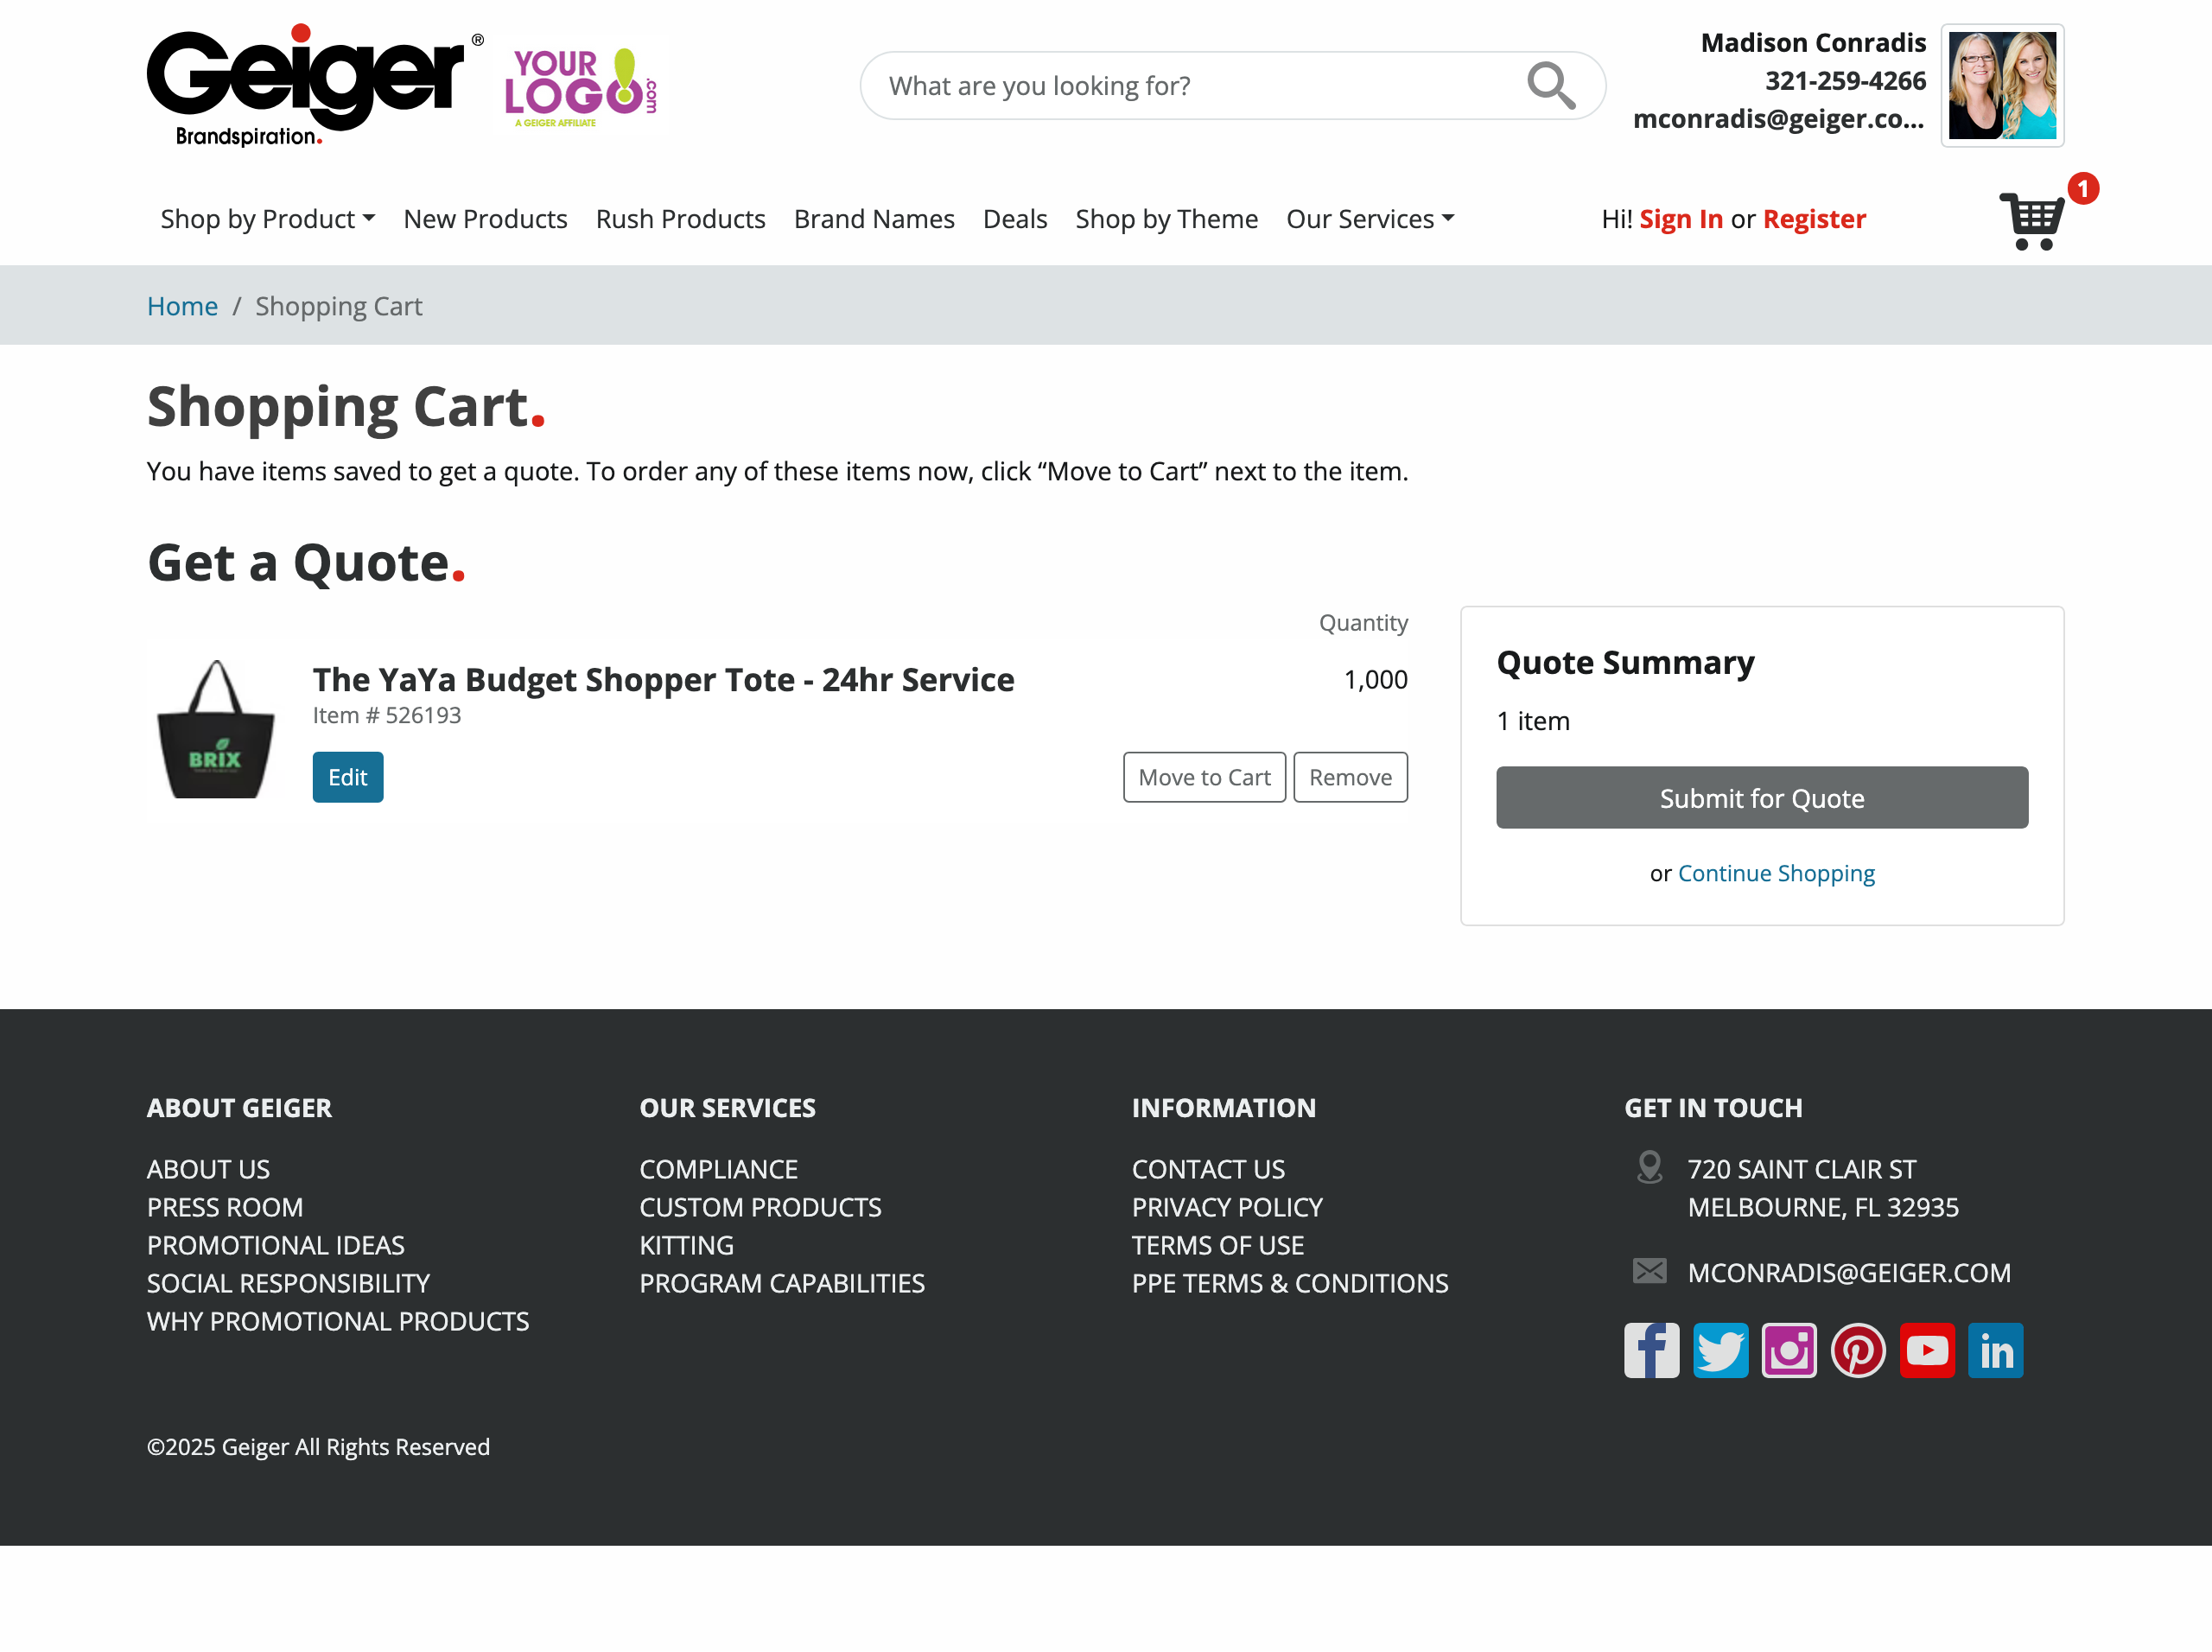 Geiger®
Brandspiration.
YOUR
LOGO!.com
A GEIGER AFFILIATE
What are you looking for?
Madison Conradis
321-259-4266
mconradis@geiger.co...
Shop by Product
New Products
Rush Products
Brand Names
Deals
Shop by Theme
Our Services
Hi! Sign In or Register
1
Home / Shopping Cart
Shopping Cart.
You have items saved to get a quote. To order any of these items now, click “Move to Cart” next to the item.
Get a Quote.
Quantity
The YaYa Budget Shopper Tote - 24hr Service
1,000
Item # 526193
BRIX
Edit
Move to Cart
Remove
Quote Summary
1 item
Submit for Quote
or Continue Shopping
ABOUT GEIGER
ABOUT US
PRESS ROOM
PROMOTIONAL IDEAS
SOCIAL RESPONSIBILITY
WHY PROMOTIONAL PRODUCTS
OUR SERVICES
COMPLIANCE
CUSTOM PRODUCTS
KITTING
PROGRAM CAPABILITIES
INFORMATION
CONTACT US
PRIVACY POLICY
TERMS OF USE
PPE TERMS & CONDITIONS
GET IN TOUCH
720 SAINT CLAIR ST
MELBOURNE, FL 32935
MCONRADIS@GEIGER.COM
©2025 Geiger All Rights Reserved